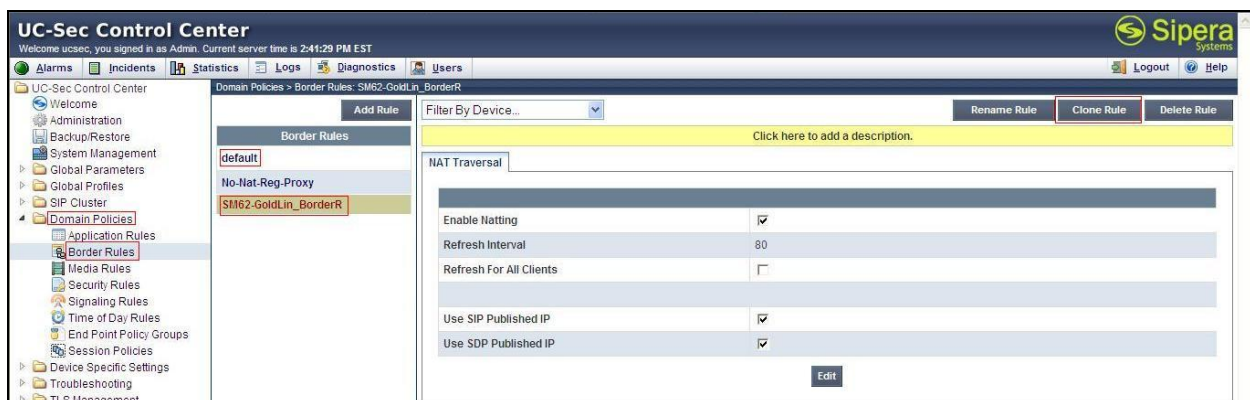 UC-Sec Control Center
Welcome ucsec, you signed in as Admin. Current server time is 2:41:29 PM EST
Sipera
Systems
Alarms Incidents Statistics Logs Diagnostics Users Logout Help
UC-Sec Control Center
Welcome
Administration
Backup/Restore
System Management
Global Parameters
Global Profiles
SIP Cluster
Domain Policies
Application Rules
Border Rules
Media Rules
Security Rules
Signaling Rules
Time of Day Rules
End Point Policy Groups
Session Policies
Device Specific Settings
Troubleshooting
TLS Management
Domain Policies > Border Rules: SM62-GoldLin_BorderR
Add Rule
Border Rules
default
No-Nat-Reg-Proxy
SM62-GoldLin_BorderR
Filter By Device...
Rename Rule Clone Rule Delete Rule
Click here to add a description.
NAT Traversal
Enable Natting
Refresh Interval 80
Refresh For All Clients
Use SIP Published IP
Use SDP Published IP
Edit